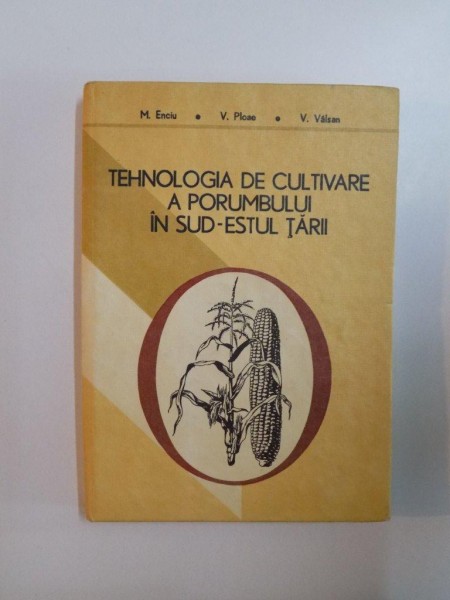 M. Enciu • V. Ploae • V. Vâlsan
TEHNOLOGIA DE CULTIVARE
A PORUMBULUI
ÎN SUD-ESTUL ŢĂRII